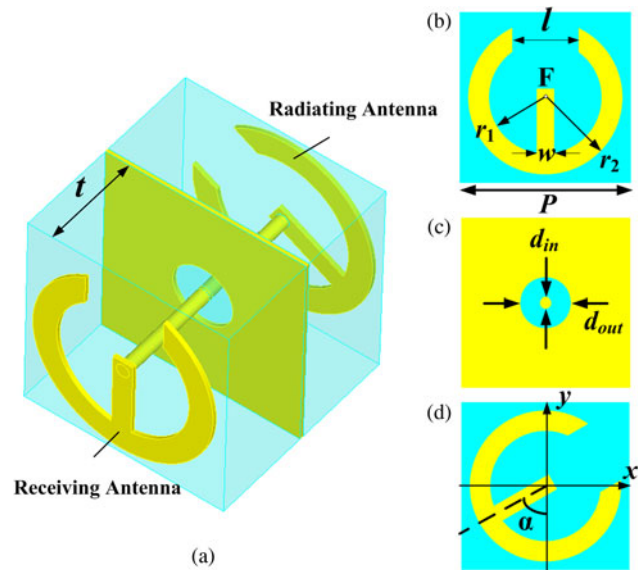 Radiating Antenna
t
Receiving Antenna
(a)
(b)
l
F
r1
w
r2
P
(c)
din
dout
(d)
y
x
α